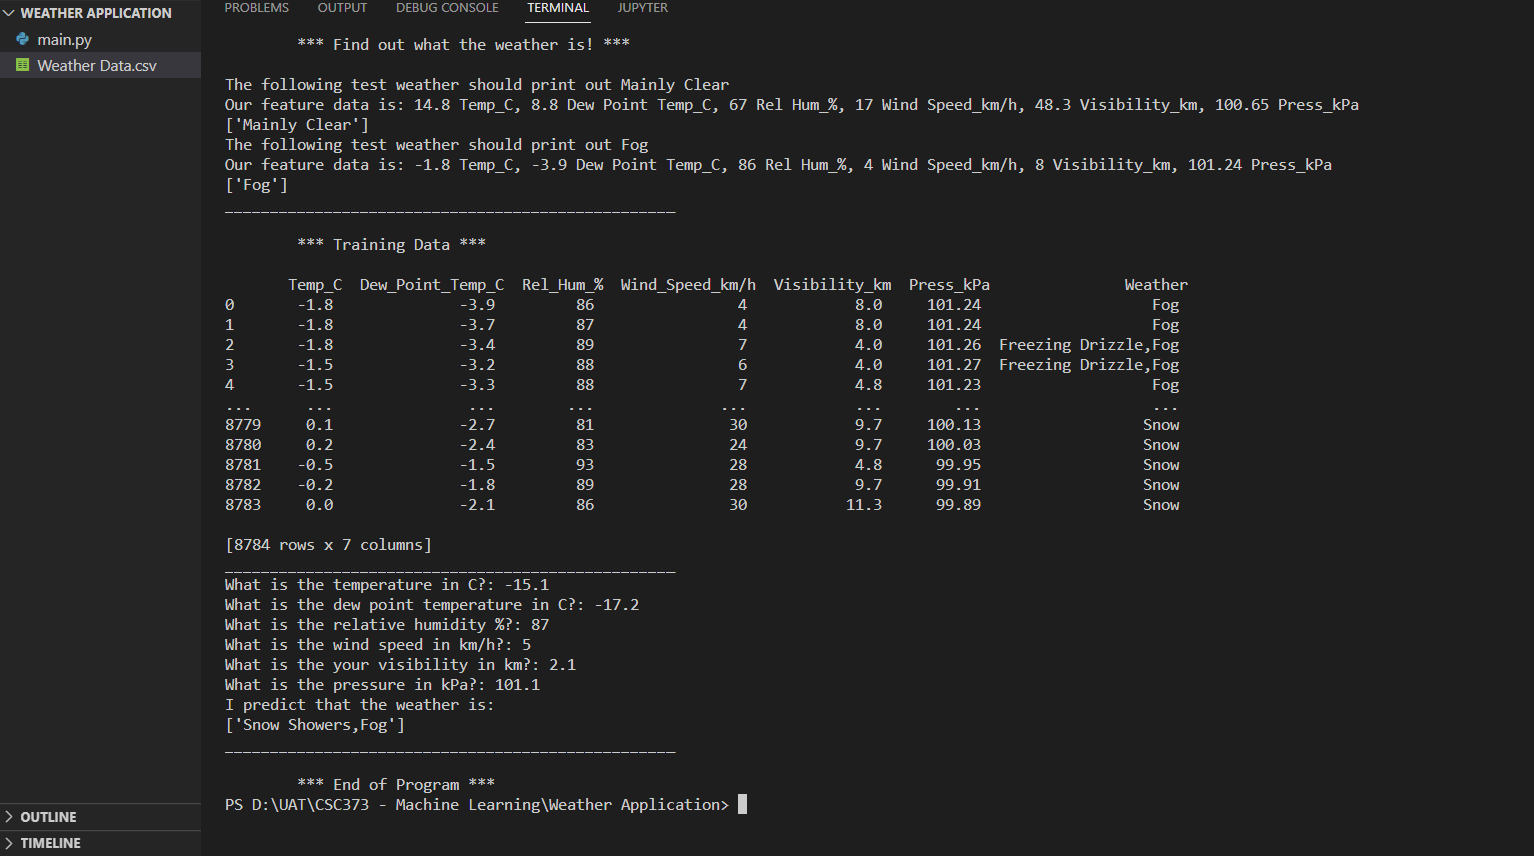 WEATHER APPLICATION
main.py
Weather Data.csv
OUTLINE
TIMELINE
PROBLEMS OUTPUT DEBUG CONSOLE TERMINAL JUPYTER
*** Find out what the weather is! ***
The following test weather should print out Mainly Clear
Our feature data is: 14.8 Temp_C, 8.8 Dew Point Temp_C, 67 Rel Hum_%, 17 Wind Speed_km/h, 48.3 Visibility_km, 100.65 Press_kPa
['Mainly Clear']
The following test weather should print out Fog
Our feature data is: -1.8 Temp_C, -3.9 Dew Point Temp_C, 86 Rel Hum_%, 4 Wind Speed_km/h, 8 Visibility_km, 101.24 Press_kPa
['Fog']
__________________________________________________
*** Training Data ***
Temp_C Dew_Point_Temp_C Rel_Hum_% Wind_Speed_km/h Visibility_km Press_kPa Weather
0 -1.8 -3.9 86 4 8.0 101.24 Fog
1 -1.8 -3.7 87 4 8.0 101.24 Fog
2 -1.8 -3.4 89 7 4.0 101.26 Freezing Drizzle,Fog
3 -1.5 -3.2 88 6 4.0 101.27 Freezing Drizzle,Fog
4 -1.5 -3.3 88 7 4.8 101.23 Fog
... ... ... ... ... ... ... ...
8779 0.1 -2.7 81 30 9.7 100.13 Snow
8780 0.2 -2.4 83 24 9.7 100.03 Snow
8781 -0.5 -1.5 93 28 4.8 99.95 Snow
8782 -0.2 -1.8 89 28 9.7 99.91 Snow
8783 0.0 -2.1 86 30 11.3 99.89 Snow
[8784 rows x 7 columns]
__________________________________________________
What is the temperature in C?: -15.1
What is the dew point temperature in C?: -17.2
What is the relative humidity %?: 87
What is the wind speed in km/h?: 5
What is the your visibility in km?: 2.1
What is the pressure in kPa?: 101.1
I predict that the weather is:
['Snow Showers,Fog']
__________________________________________________
*** End of Program ***
PS D:\UAT\CSC373 - Machine Learning\Weather Application>